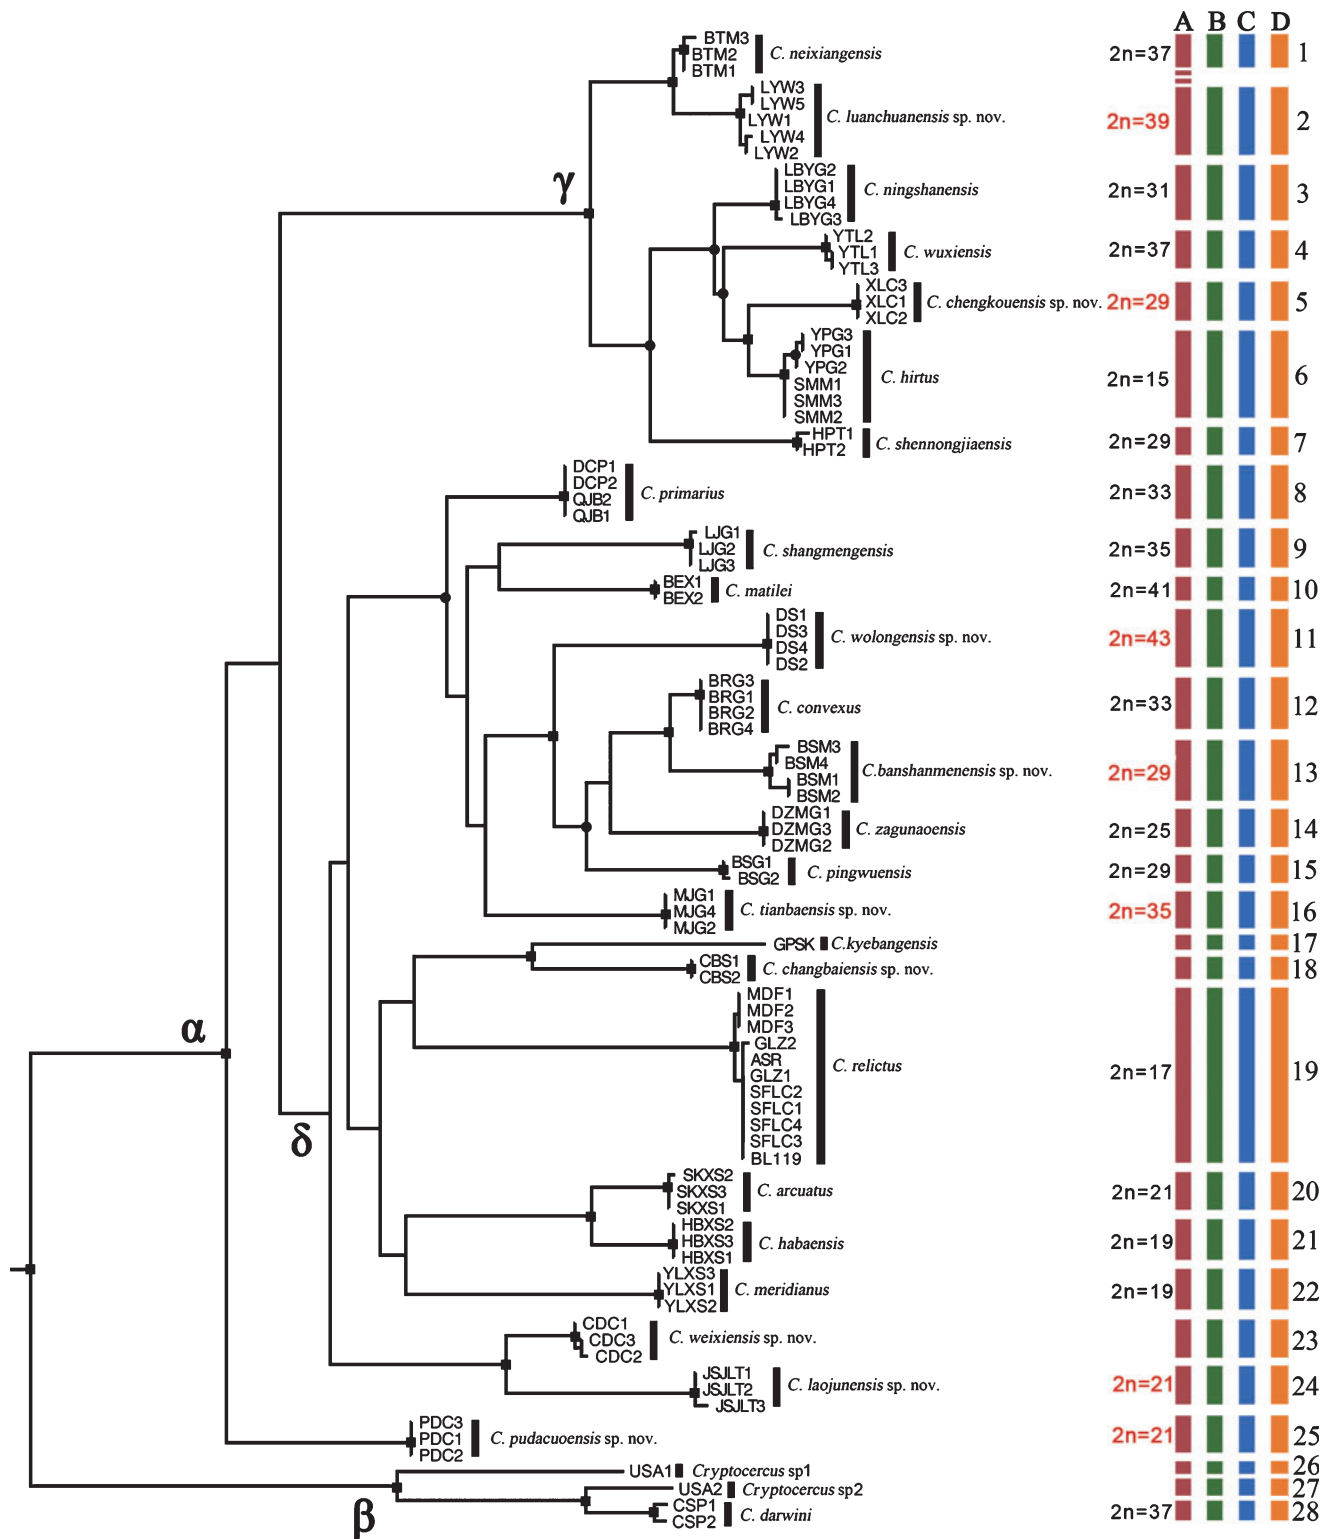 A B C D
BTM3
BTM2
BTM1
C. neixiangensis
2n=37
1
LYW3
LYW5
LYW1
LYW4
LYW2
C. luanchuanensis sp. nov.
2n=39
2
γ
LBYG2
LBYG1
LBYG4
LBYG3
C. ningshanensis
2n=31
3
YTL2
YTL1
YTL3
C. wuxiensis
2n=37
4
XLC3
XLC1
XLC2
C. chengkouensis sp. nov.
2n=29
5
YPG3
YPG1
YPG2
SMM1
SMM3
SMM2
C. hirtus
2n=15
6
HPT1
HPT2
C. shennongjiaensis
2n=29
7
DCP1
DCP2
QJB2
QJB1
C. primarius
2n=33
8
LJG1
LJG2
LJG3
C. shangmengensis
2n=35
9
BEX1
BEX2
C. matilei
2n=41
10
DS1
DS3
DS4
DS2
C. wolongensis sp. nov.
2n=43
11
BRG3
BRG1
BRG2
BRG4
C. convexus
2n=33
12
BSM3
BSM4
BSM1
BSM2
C.banshanmenensis sp. nov.
2n=29
13
DZMG1
DZMG3
DZMG2
C. zagunaoensis
2n=25
14
BSG1
BSG2
C. pingwuensis
2n=29
15
MJG1
MJG4
MJG2
C. tianbaensis sp. nov.
2n=35
16
GPSK
C.kyebangensis
17
CBS1
CBS2
C. changbaiensis sp. nov.
18
α
MDF1
MDF2
MDF3
GLZ2
ASR
GLZ1
SFLC2
SFLC1
SFLC4
SFLC3
BL119
C. relictus
2n=17
19
δ
SKXS2
SKXS3
SKXS1
C. arcuatus
2n=21
20
HBXS2
HBXS3
HBXS1
C. habaensis
2n=19
21
YLXS3
YLXS1
YLXS2
C. meridianus
2n=19
22
CDC1
CDC3
CDC2
C. weixiensis sp. nov.
23
JSJLT1
JSJLT2
JSJLT3
C. laojunensis sp. nov.
2n=21
24
PDC3
PDC1
PDC2
C. pudacuoensis sp. nov.
2n=21
25
USA1
Cryptocercus sp1
26
β
USA2
Cryptocercus sp2
27
CSP1
CSP2
C. darwini
2n=37
28